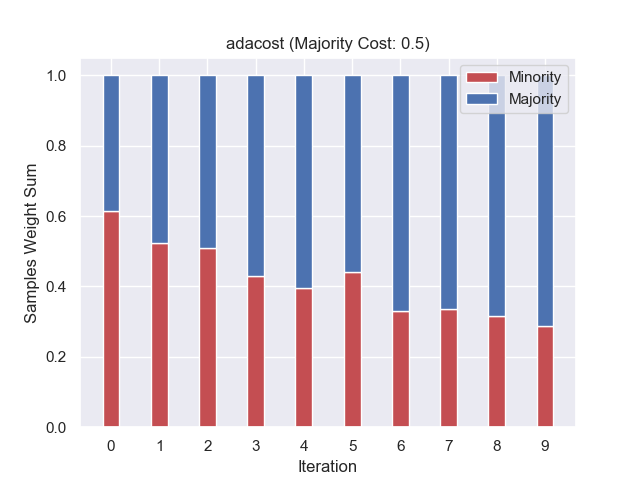 adacost (Majority Cost: 0.5)
Minority
Majority
1.0
0.8
0.6
0.4
0.2
0.0
Samples Weight Sum
0 1 2 3 4 5 6 7 8 9
Iteration